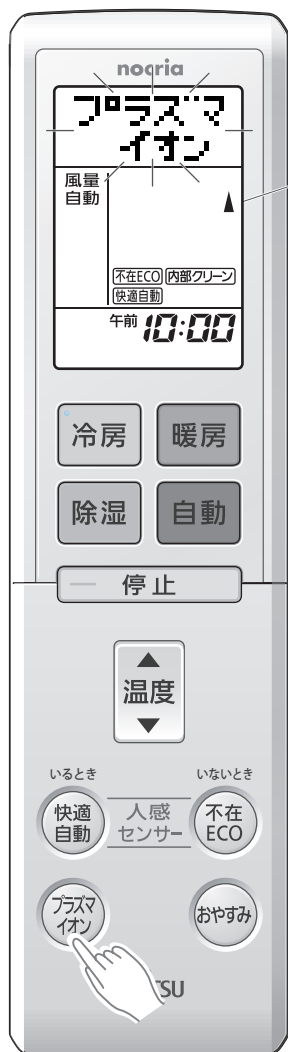 nocria
プラズマ
イオン
風量
自動
不在ECO 内部クリーン
快適自動
午前 10:00
冷房 暖房
除湿 自動
停止
温度
いるとき いないとき
快適
自動
人感
センサー
不在
ECO
プラズマ
イオン
おやすみ
TSU